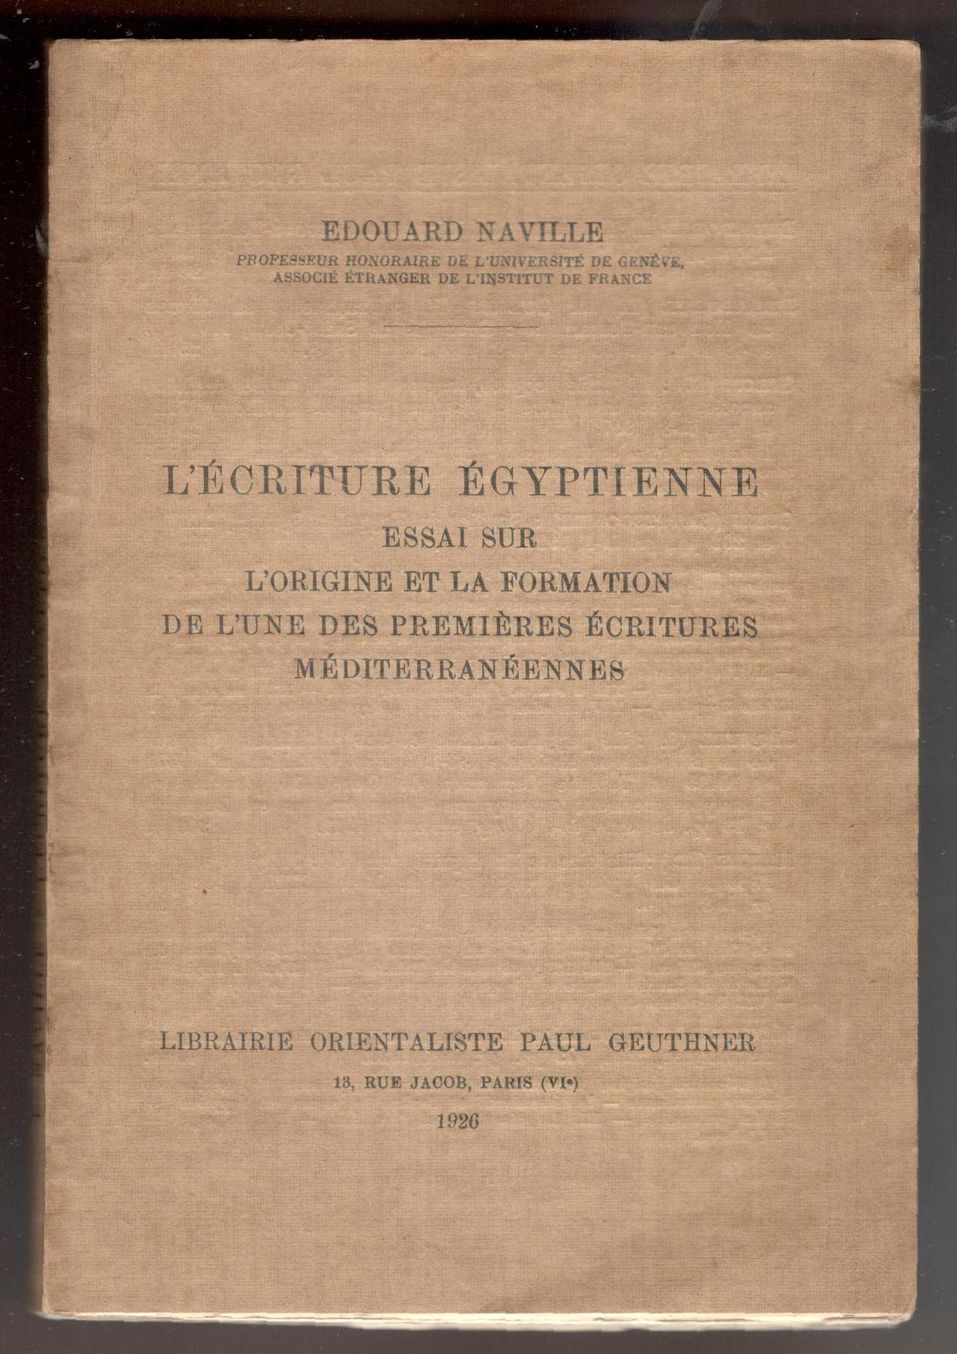 EDOUARD NAVILLE
PROFESSEUR HONORAIRE DE L'UNIVERSITÉ DE GENÈVE,
ASSOCIÉ ÉTRANGER DE L'INSTITUT DE FRANCE
L'ÉCRITURE ÉGYPTIENNE
ESSAI SUR
L'ORIGINE ET LA FORMATION
DE L'UNE DES PREMIÈRES ÉCRITURES
MÉDITERRANÉENNES
LIBRAIRIE ORIENTALISTE PAUL GEUTHNER
13, RUE JACOB, PARIS (VIe)
1926